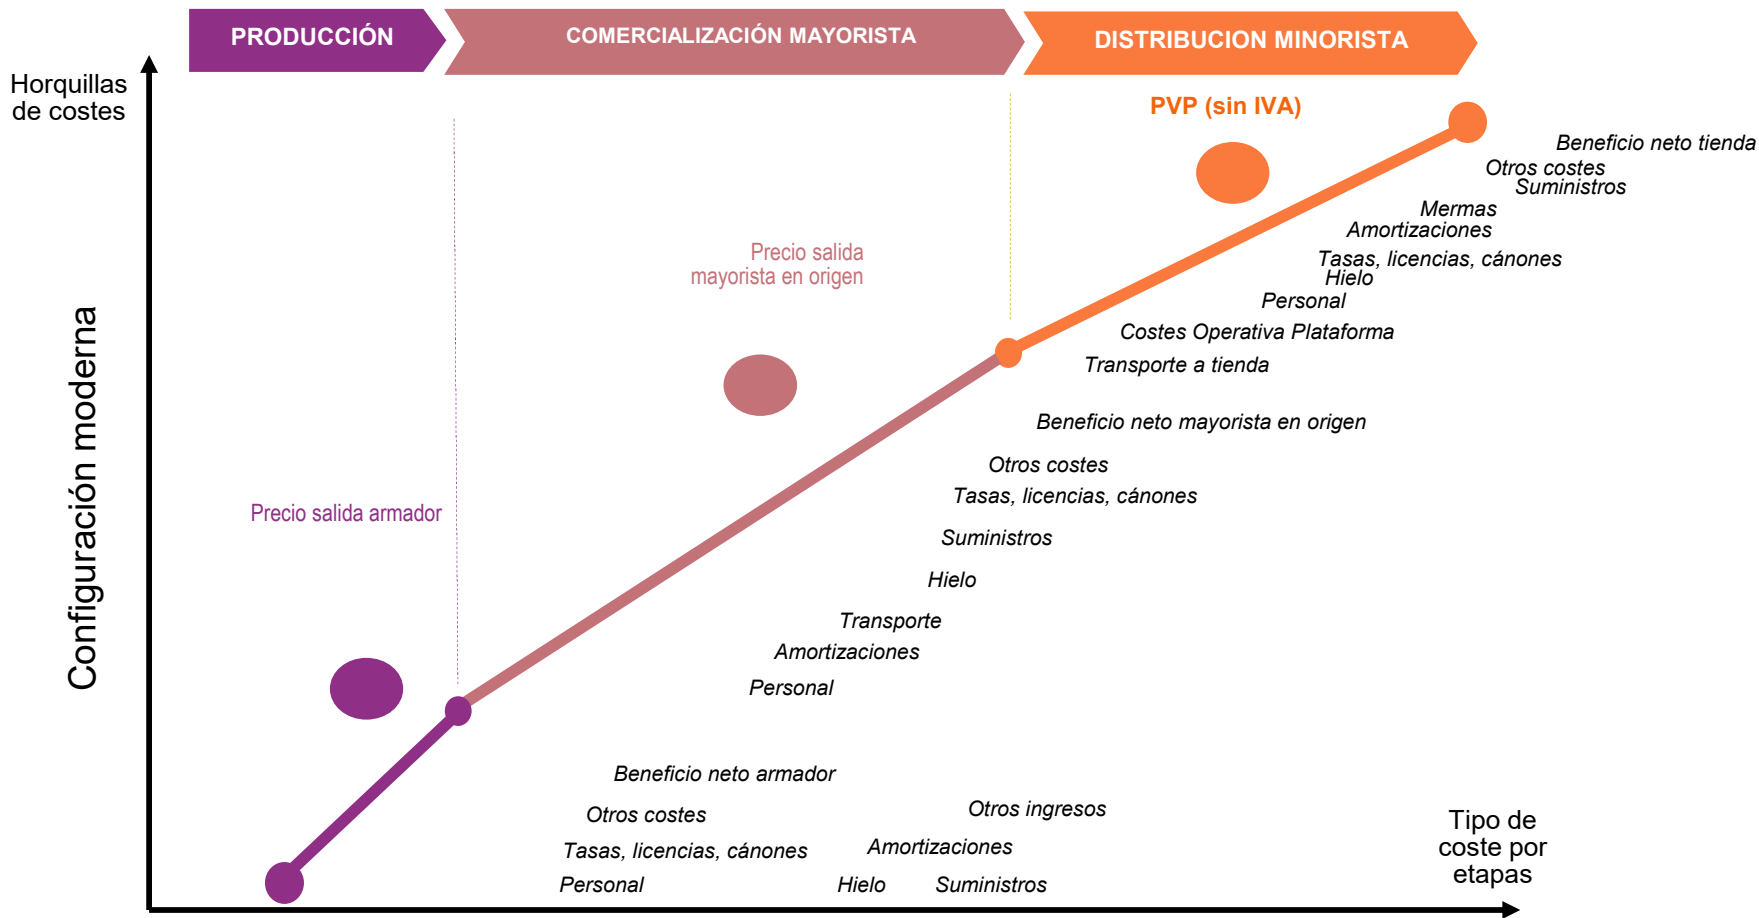 PRODUCCIÓN
COMERCIALIZACIÓN MAYORISTA
DISTRIBUCION MINORISTA
Horquillas
de costes
PVP (sin IVA)
Beneficio neto tienda
Otros costes
Suministros
Mermas
Amortizaciones
Tasas, licencias, cánones
Hielo
Personal
Costes Operativa Plataforma
Transporte a tienda
Precio salida
mayorista en origen
Configuración moderna
Beneficio neto mayorista en origen
Otros costes
Tasas, licencias, cánones
Suministros
Hielo
Transporte
Amortizaciones
Personal
Precio salida armador
Beneficio neto armador
Otros costes
Otros ingresos
Tasas, licencias, cánones
Amortizaciones
Personal
Hielo
Suministros
Tipo de
coste por
etapas